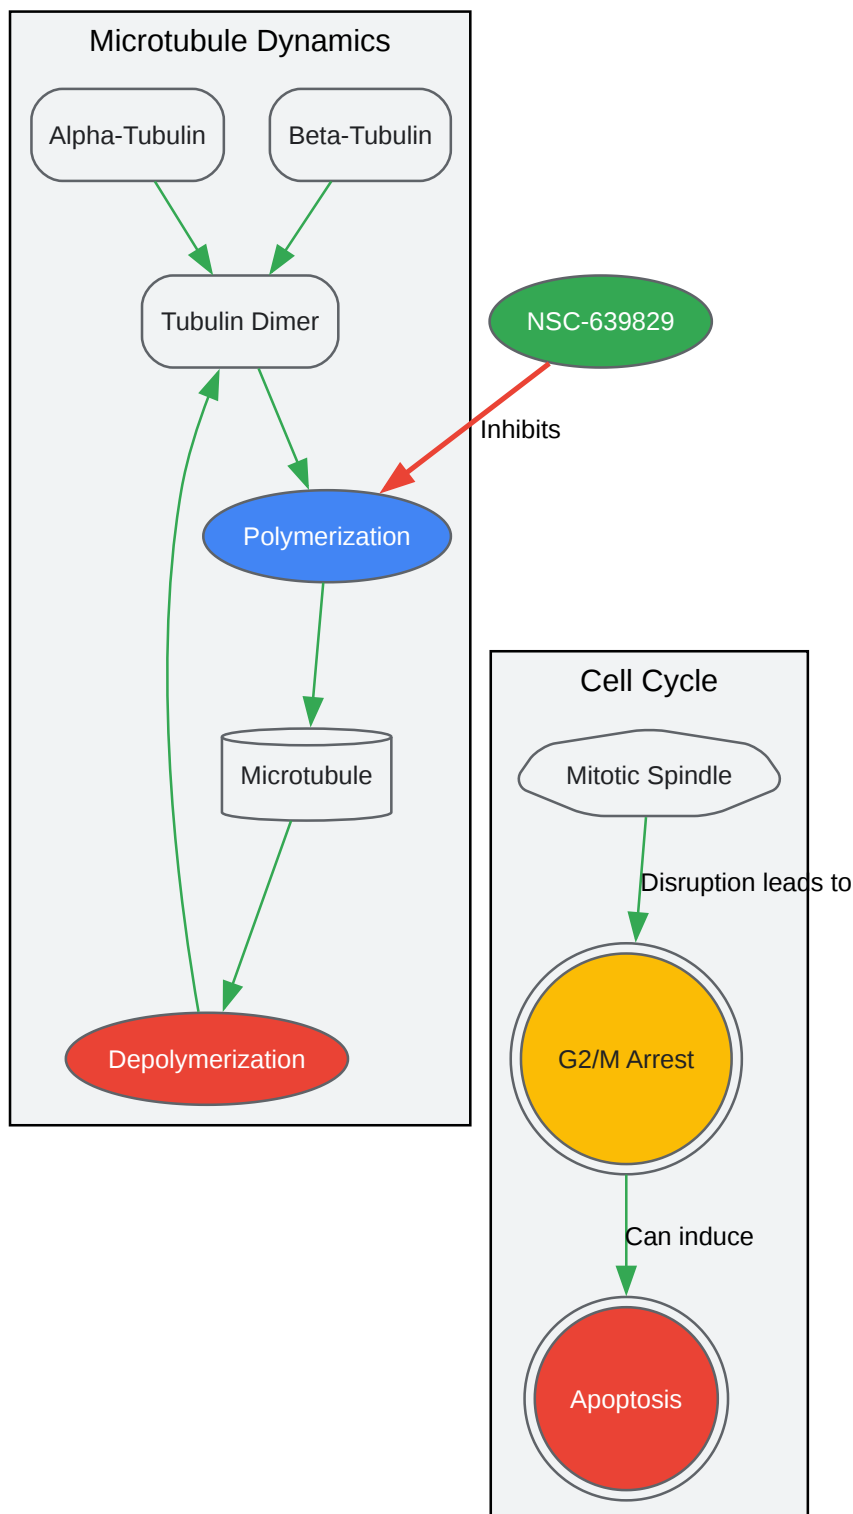 Microtubule Dynamics
Alpha-Tubulin
Beta-Tubulin
Tubulin Dimer
NSC-639829
Inhibits
Polymerization
Cell Cycle
Microtubule
Mitotic Spindle
Disruption leads to
Depolymerization
G2/M Arrest
Can induce
Apoptosis